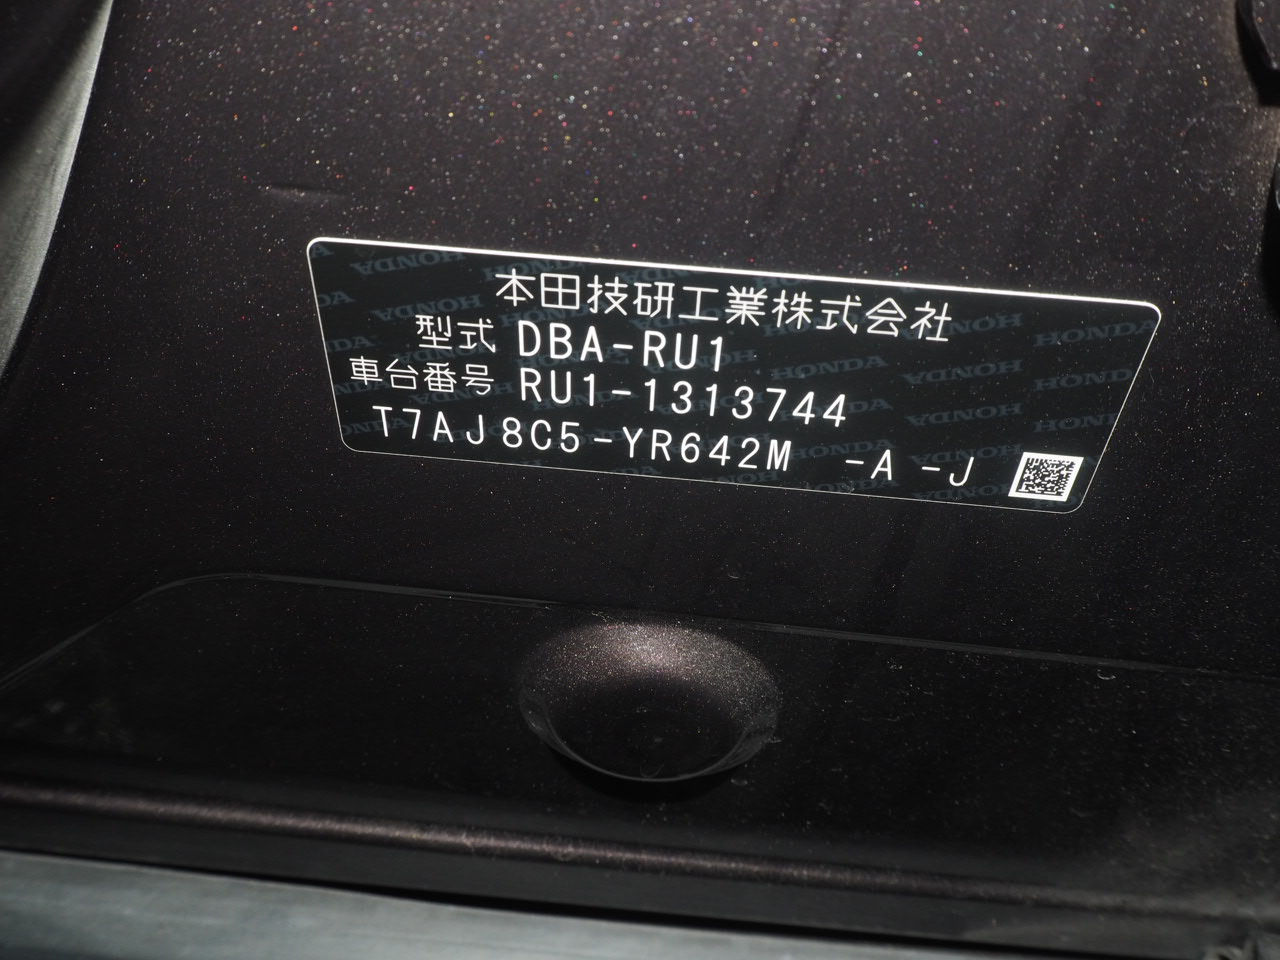 本田技研工業株式会社
型式 DBA-RU1
車台番号 RU1-1313744
T7AJ8C5-YR642M -A -J